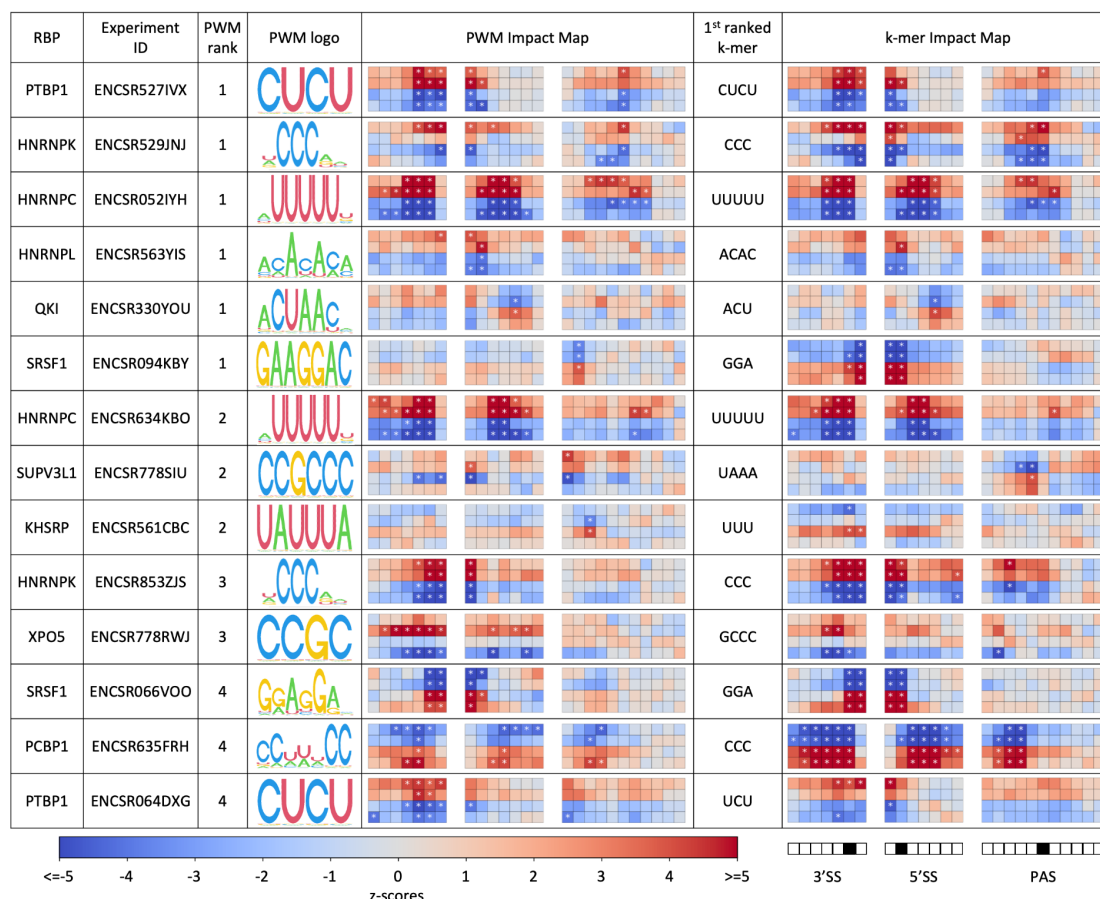 RBP Experiment ID PWM rank PWM logo PWM Impact Map 1st ranked k-mer k-mer Impact Map
PTBP1 ENCSR527IVX 1 CUCU CUCU
HNRNPK ENCSR529JNJ 1 CCC CCC
HNRNPC ENCSR052IYH 1 AUUUUUU UUUUU
HNRNPL ENCSR563YIS 1 ACACACA ACAC
QKI ENCSR330YOU 1 ACUAAC ACU
SRSF1 ENCSR094KBY 1 GAAGGAC GGA
HNRNPC ENCSR634KBO 2 AUUUUUU UUUUU
SUPV3L1 ENCSR778SIU 2 CCGCCC UAAA
KHSRP ENCSR561CBC 2 UAUUUA UUU
HNRNPK ENCSR853ZJS 3 CCC CCC
XPO5 ENCSR778RWJ 3 CCGC GCCC
SRSF1 ENCSR066VOO 4 GGAGGA GGA
PCBP1 ENCSR635FRH 4 CCUUUCC CCC
PTBP1 ENCSR064DXG 4 CUCU UCU
<=-5 -4 -3 -2 -1 0 1 2 3 4 >=5
z-scores
3'SS 5'SS PAS